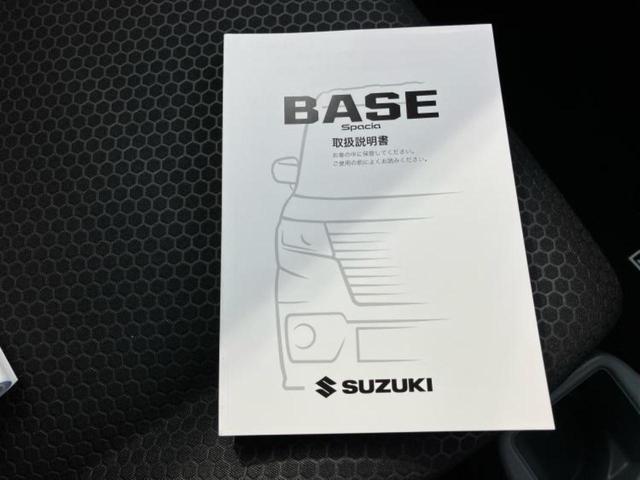 BASE
Spacia
取扱説明書
お車の中に保管してください。
ご使用の前によくお読みください。
SUZUKI